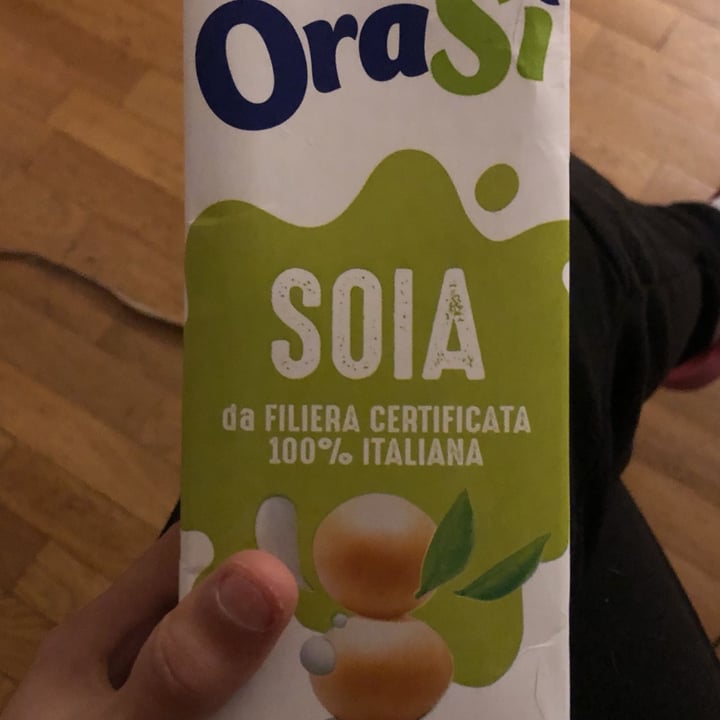 OraSì
SOIA
da FILIERA CERTIFICATA
100% ITALIANA